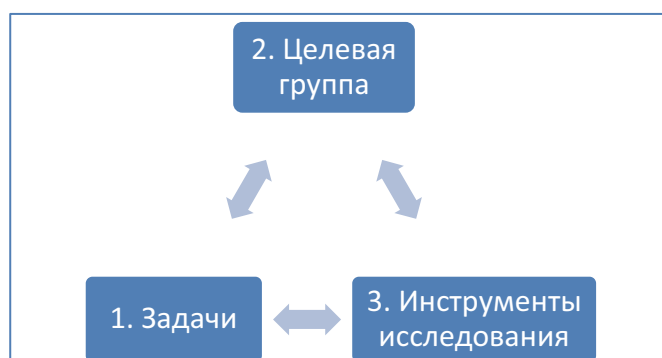 2. Целевая
группа
1. Задачи
3. Инструменты
исследования